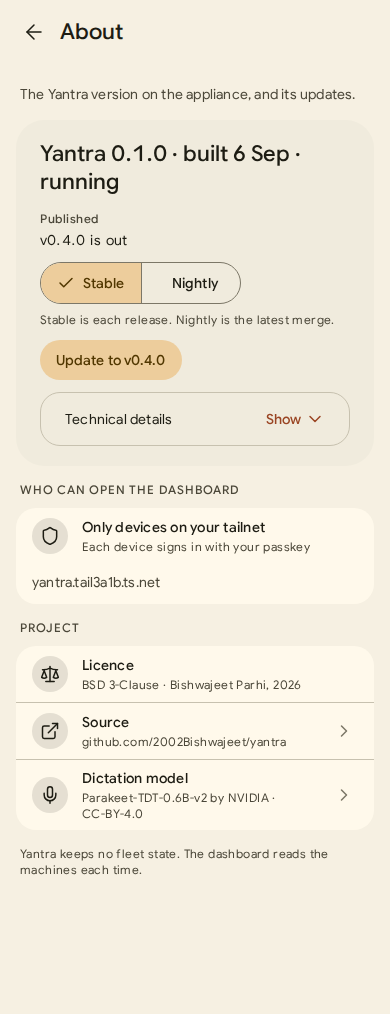 About
The Yantra version on the appliance, and its updates.
Yantra 0.1.0 · built 6 Sep ·
running
Published
v0.4.0 is out
Stable
Nightly
Stable is each release. Nightly is the latest merge.
Update to v0.4.0
Technical details
Show
WHO CAN OPEN THE DASHBOARD
Only devices on your tailnet
Each device signs in with your passkey
yantra.tail3a1b.ts.net
PROJECT
Licence
BSD 3-Clause · Bishwajeet Parhi, 2026
Source
github.com/2002Bishwajeet/yantra
Dictation model
Parakeet-TDT-0.6B-v2 by NVIDIA ·
CC-BY-4.0
Yantra keeps no fleet state. The dashboard reads the
machines each time.